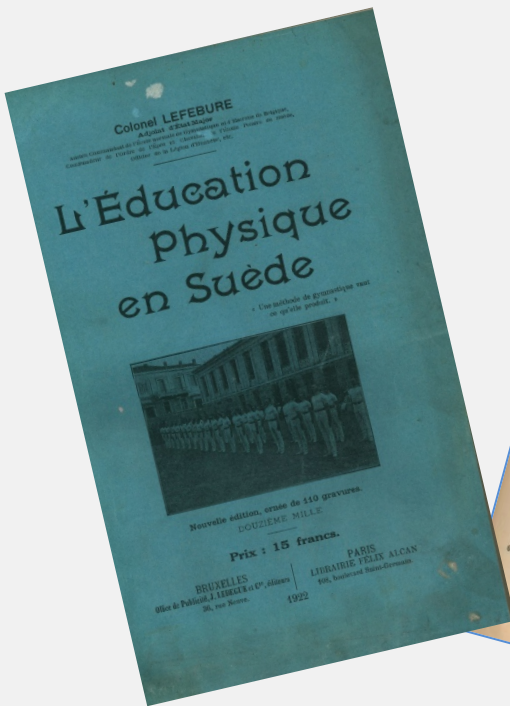 Colonel LEFEBURE
Adjoint d'État-Major
L'Éducation
Physique
en Suède
« Une méthode de gymnastique vaut
ce qu'elle produit. »
Nouvelle édition, ornée de 110 gravures.
DOUZIÈME MILLE
Prix : 15 francs.
BRUXELLES
Office de Publicité, J. LEBÈGUE et Cie, éditeurs
36, rue Neuve.
PARIS
LIBRAIRIE FÉLIX ALCAN
108, boulevard Saint-Germain
1922